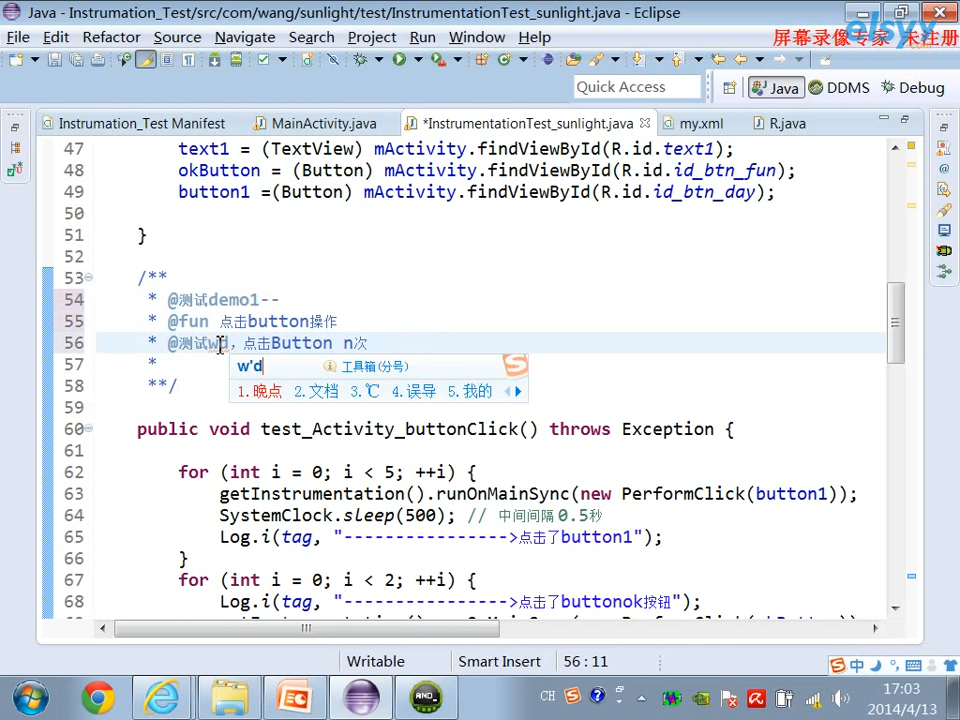 Java - Instrumation_Test/src/com/wang/sunlight/test/InstrumentationTest_sunlight.java - Eclipse
elsyy
File Edit Refactor Source Navigate Search Project Run Window Help
屏幕录像专家 未注册
Quick Access
Java DDMS Debug
Instrumation_Test Manifest MainActivity.java *InstrumentationTest_sunlight.java my.xml R.java
47 text1 = (TextView) mActivity.findViewById(R.id.text1);
48 okButton = (Button) mActivity.findViewById(R.id.id_btn_fun);
49 button1 =(Button) mActivity.findViewById(R.id.id_btn_day);
50
51 }
52
53 /**
54 * @测试demo1--
55 * @fun 点击button操作
56 * @测试wd，点击Button n次
57 *
58 **/
w'd 工具箱(分号)
1.晚点 2.文档 3.℃ 4.误导 5.我的
59
60 public void test_Activity_buttonClick() throws Exception {
61
62 for (int i = 0; i < 5; ++i) {
63 getInstrumentation().runOnMainSync(new PerformClick(button1));
64 SystemClock.sleep(500); // 中间间隔0.5秒
65 Log.i(tag, "---------------->点击了button1");
66 }
67 for (int i = 0; i < 2; ++i) {
68 Log.i(tag, "---------------->点击了buttonok按钮");
Writable Smart Insert 56 : 11
中
CH
17:03
2014/4/13